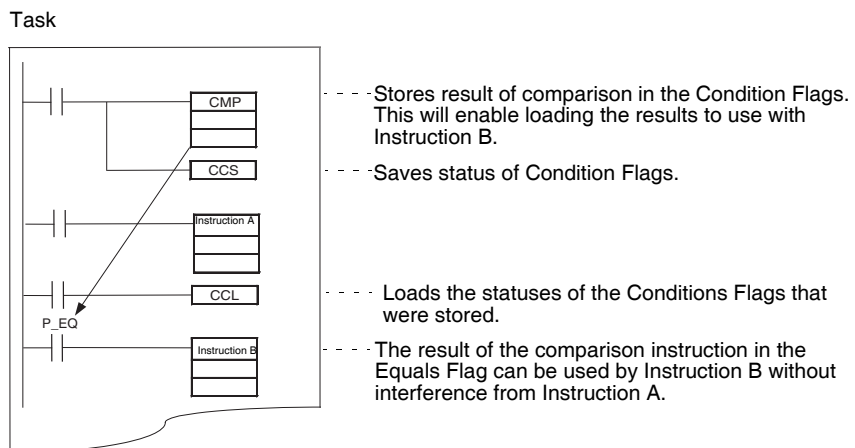 Task
CMP
Stores result of comparison in the Condition Flags.
This will enable loading the results to use with
Instruction B.
CCS
Saves status of Condition Flags.
Instruction A
CCL
Loads the statuses of the Conditions Flags that
were stored.
P_EQ
Instruction B
The result of the comparison instruction in the
Equals Flag can be used by Instruction B without
interference from Instruction A.